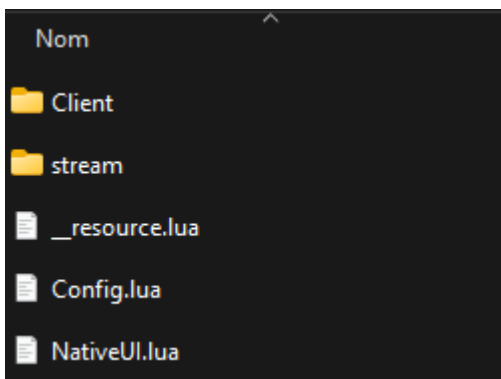 Nom
Client
stream
__resource.lua
Config.lua
NativeUI.lua